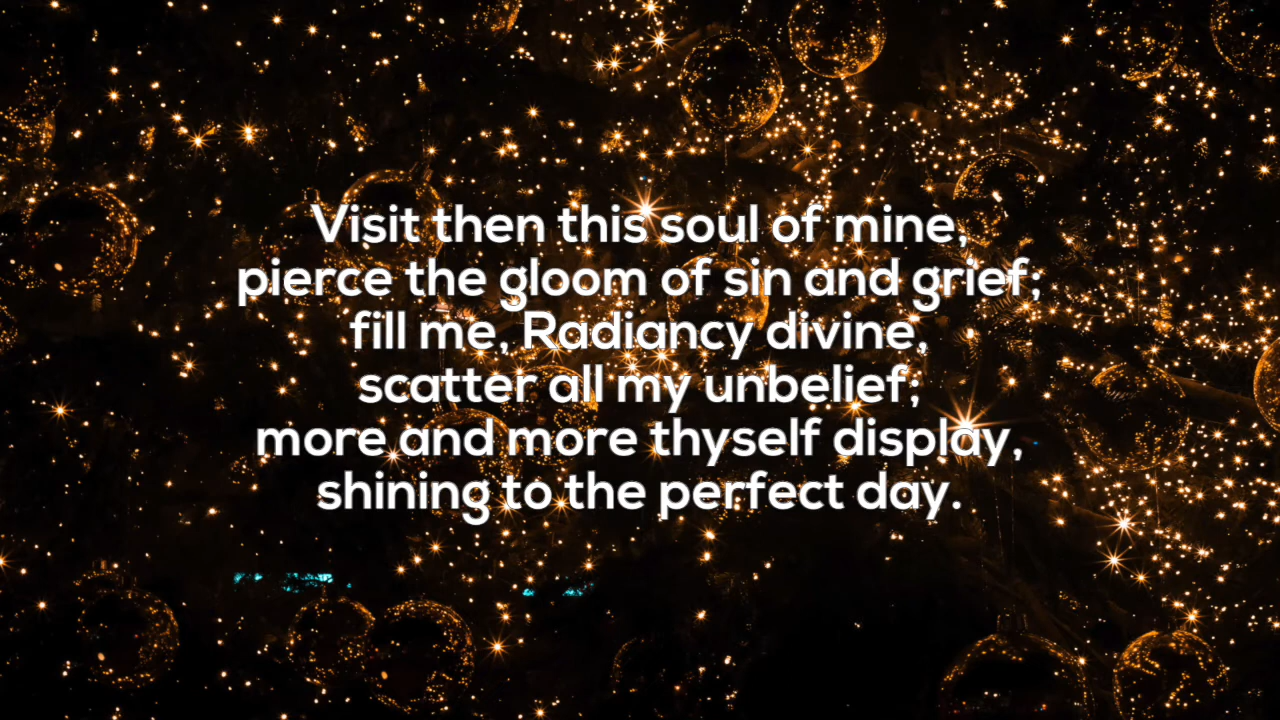 Visit then this soul of mine,
pierce the gloom of sin and grief;
fill me, Radiancy divine,
scatter all my unbelief;
more and more thyself display,
shining to the perfect day.